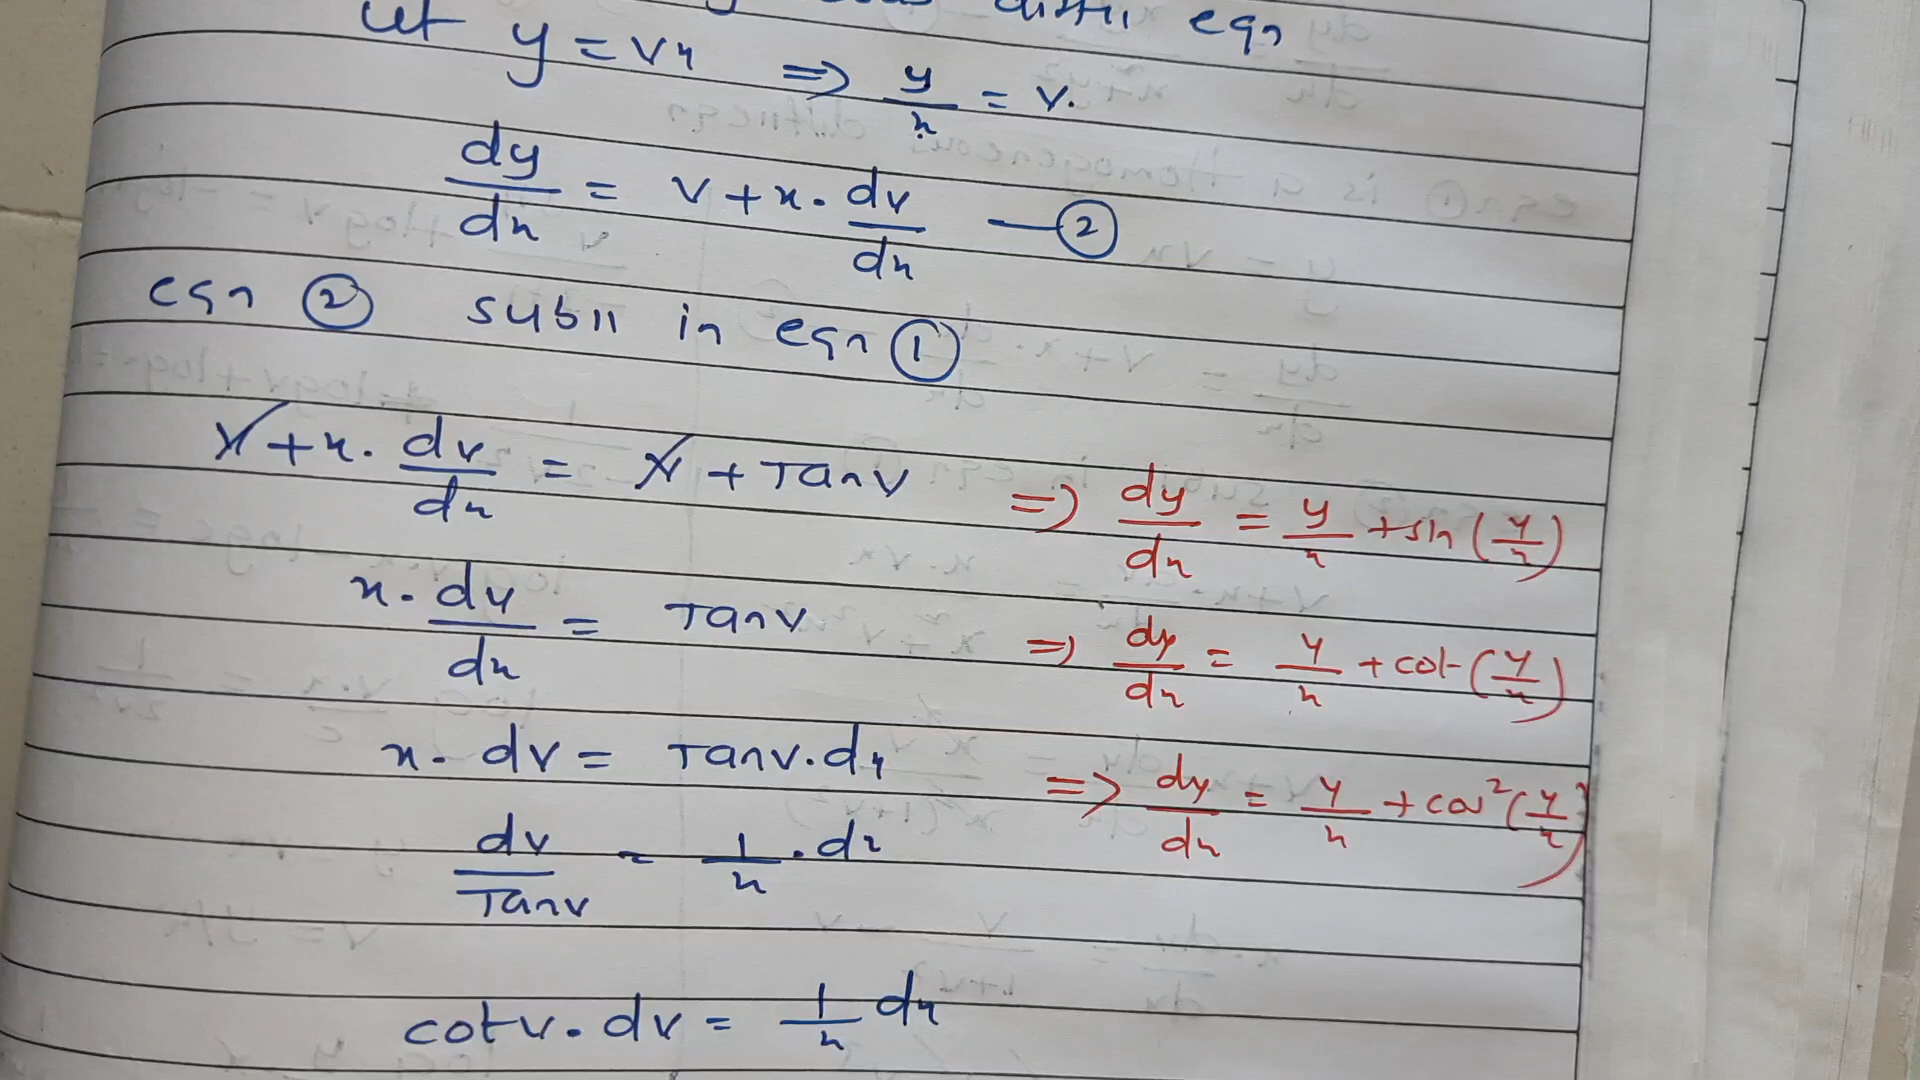 diffn eqn
let y = vx ⇒ y/x = v.
dy/dx = v + x. dv/dx — ②
eqn ② subn in eqn ①
v + x. dv/dx = v + Tanv ⇒ dy/dx = y/x + sin (y/x)
x. dv/dx = Tanv ⇒ dy/dx = y/x + cot (y/x)
x. dv = Tanv. dx ⇒ dy/dx = y/x + cos² (y/x)
dv/Tanv = 1/x . dx
cotv. dv = 1/x dx